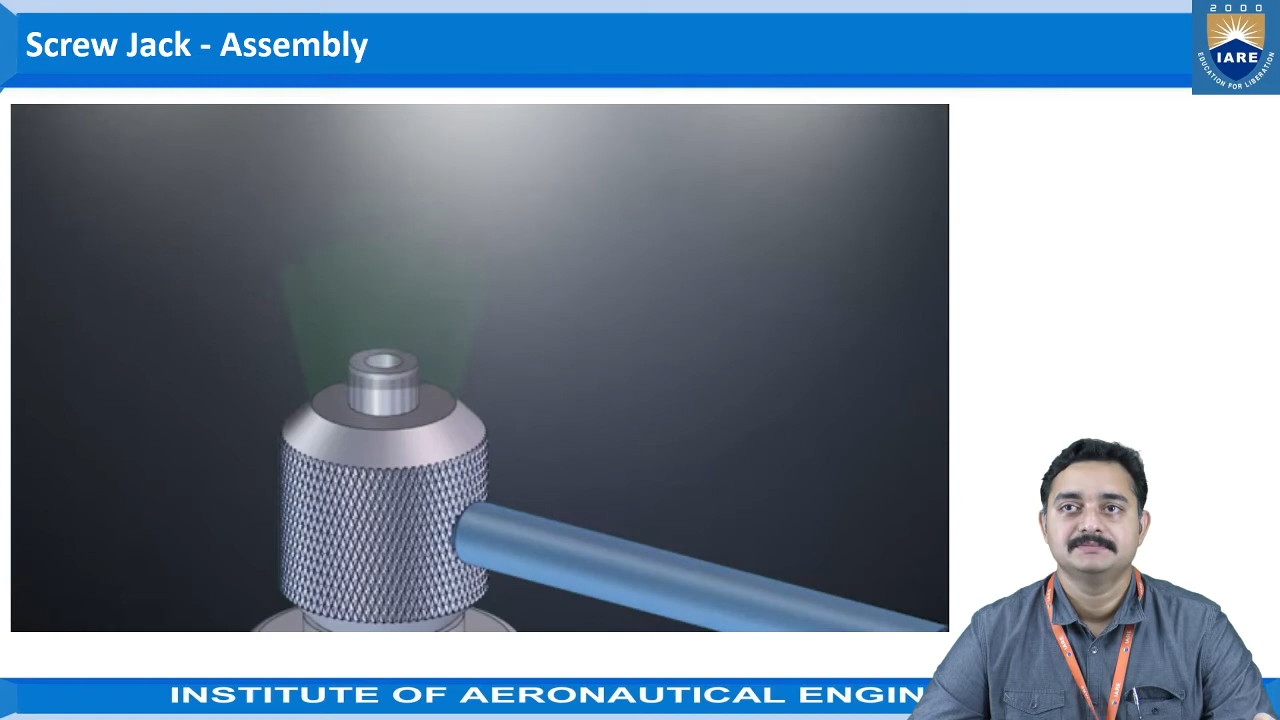 Screw Jack - Assembly
2000
IARE
EDUCATION FOR LIBERATION
INSTITUTE OF AERONAUTICAL ENGIN